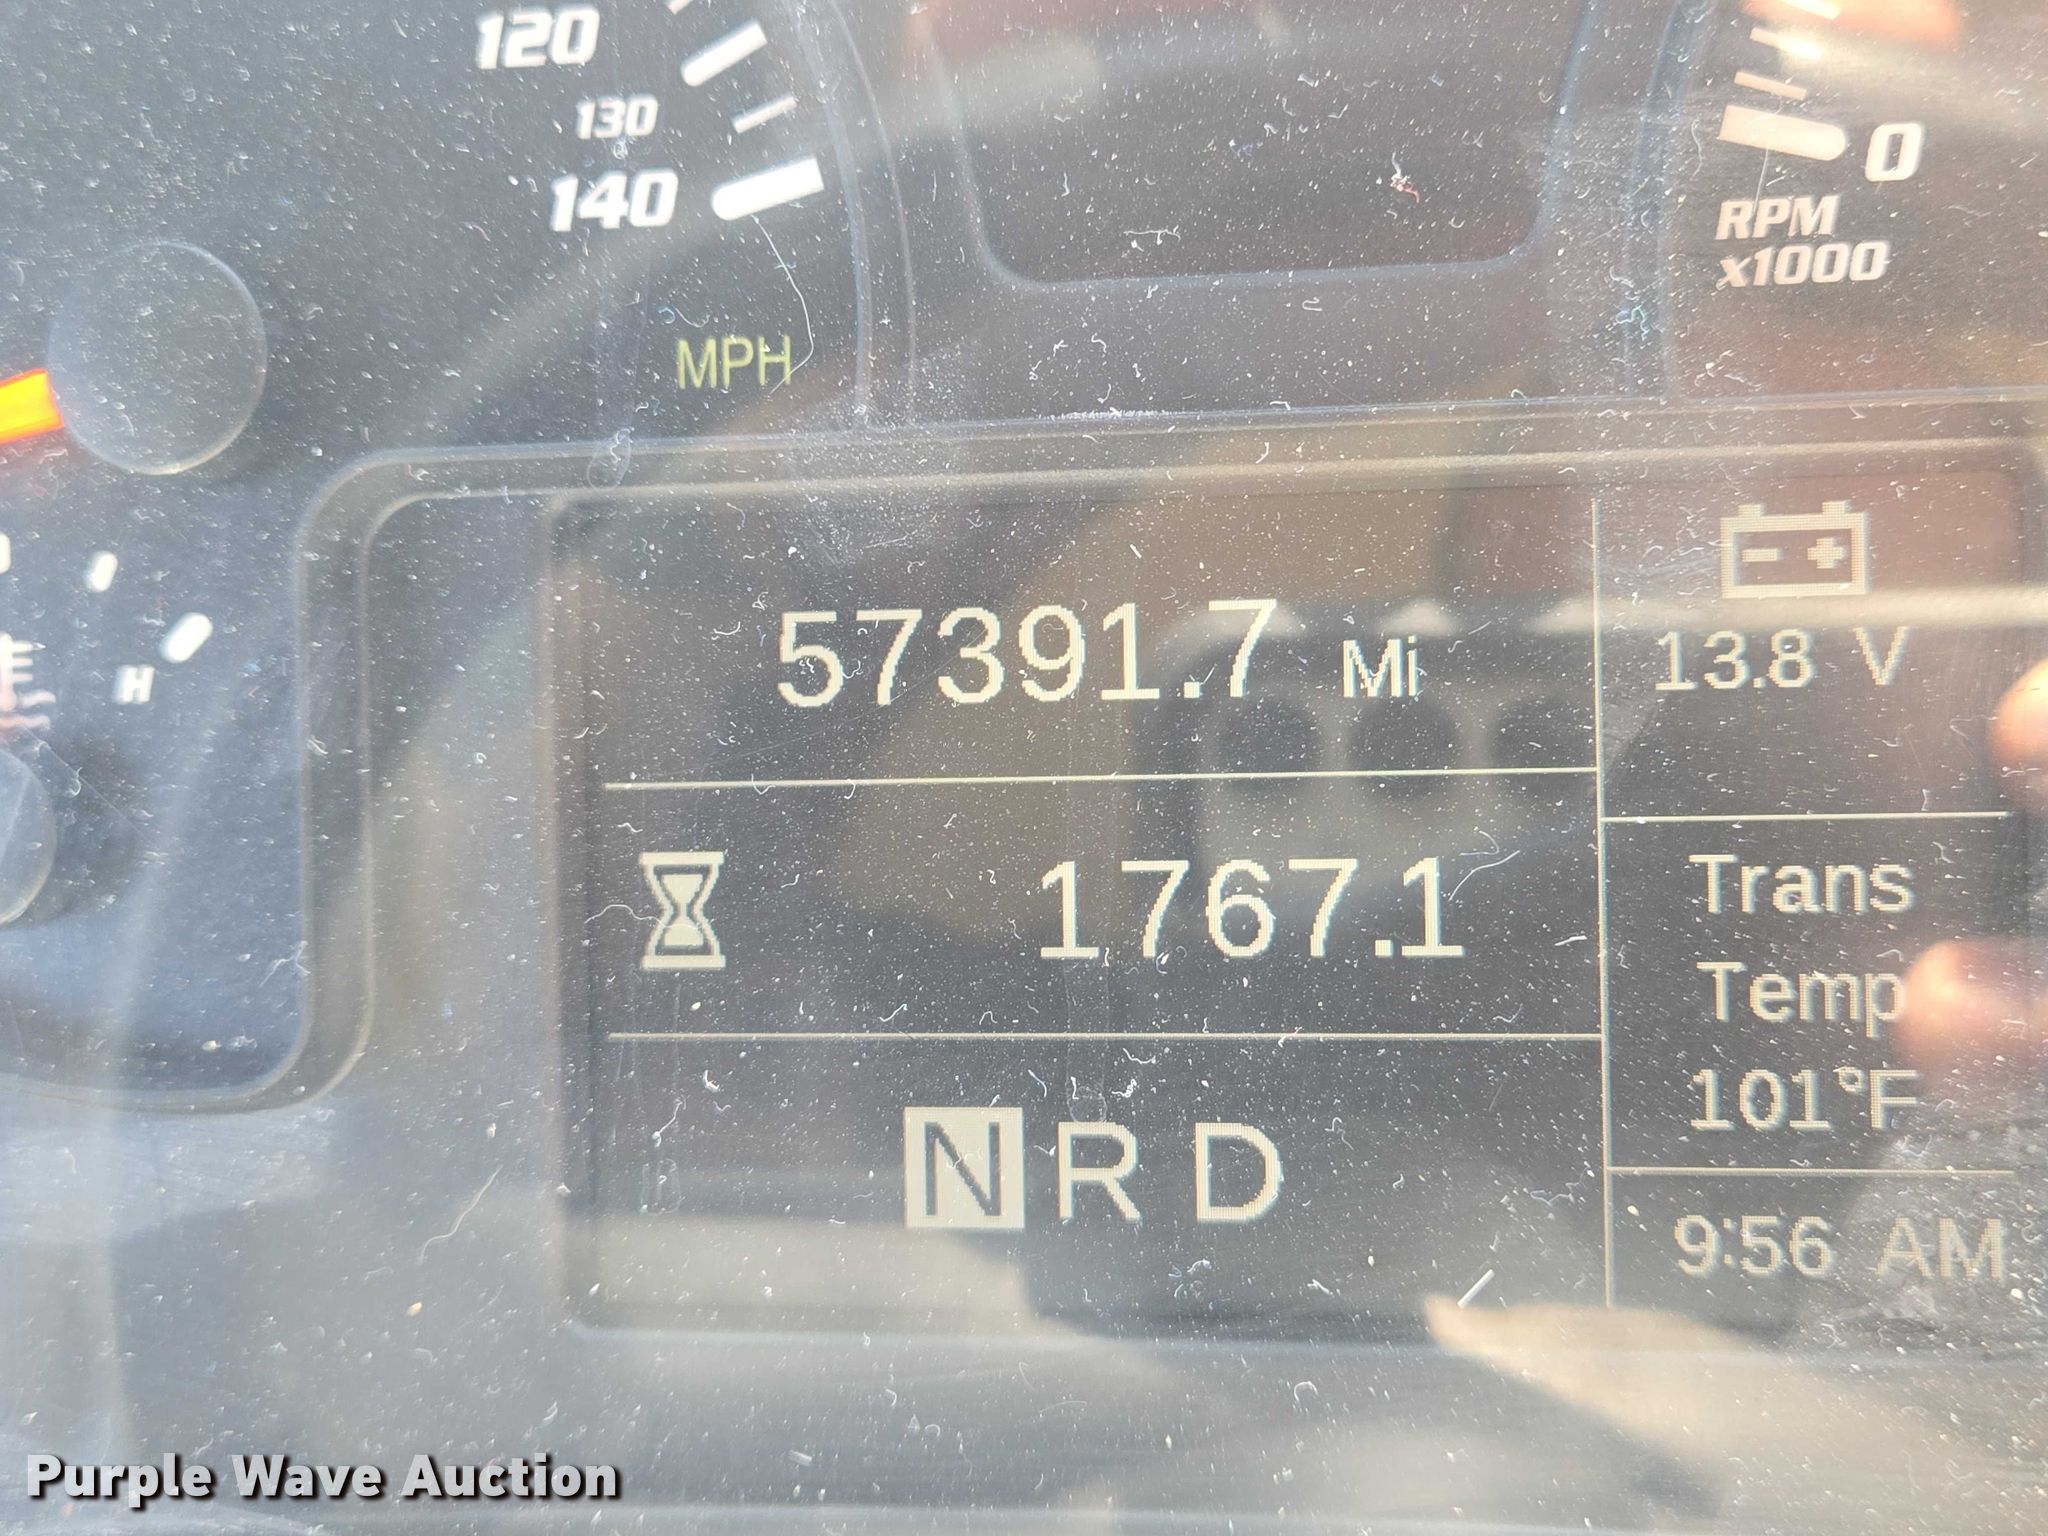 120
130
140
0
RPM
x1000
MPH
H
57391.7 Mi
13.8 V
1767.1
Trans
Temp
101°F
N R D
9:56 AM
Purple Wave Auction